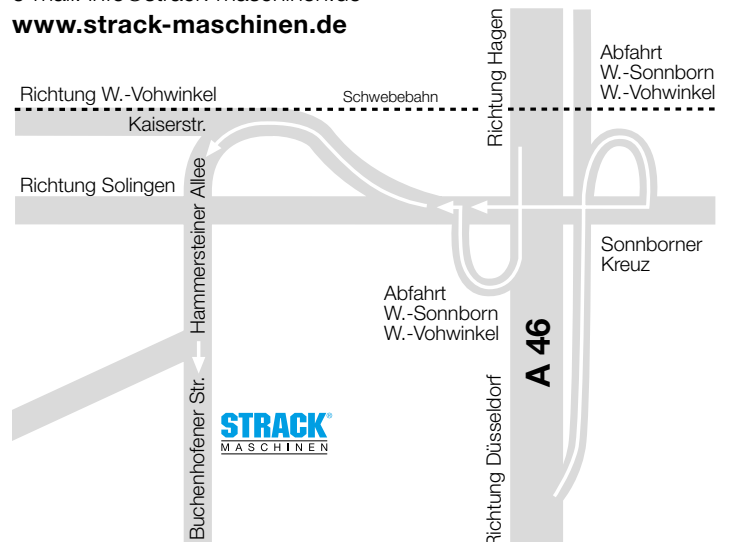 www.strack-maschinen.de
Richtung Hagen
Abfahrt
W.-Sonnborn
W.-Vohwinkel
Richtung W.-Vohwinkel
Schwebebahn
Kaiserstr.
Richtung Solingen
Hammersteiner Allee
Sonnborner
Kreuz
Abfahrt
W.-Sonnborn
W.-Vohwinkel
A 46
Buchenhofener Str.
STRACK®
MASCHINEN
Richtung Düsseldorf